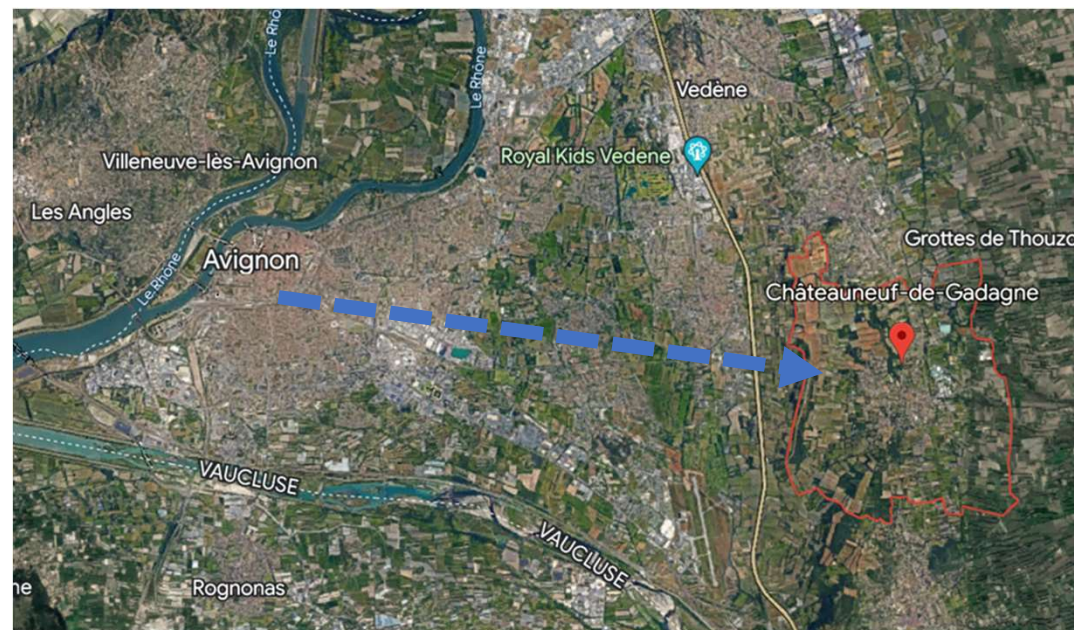 Le Rhô
Le Rhône
Vedène
Villeneuve-lès-Avignon
Royal Kids Vedene
Les Angles
Grottes de Thouzo
Avignon
Le Rhône
Châteauneuf-de-Gadagne
VAUCLUSE
VAUCLUSE
Rognonas
ne